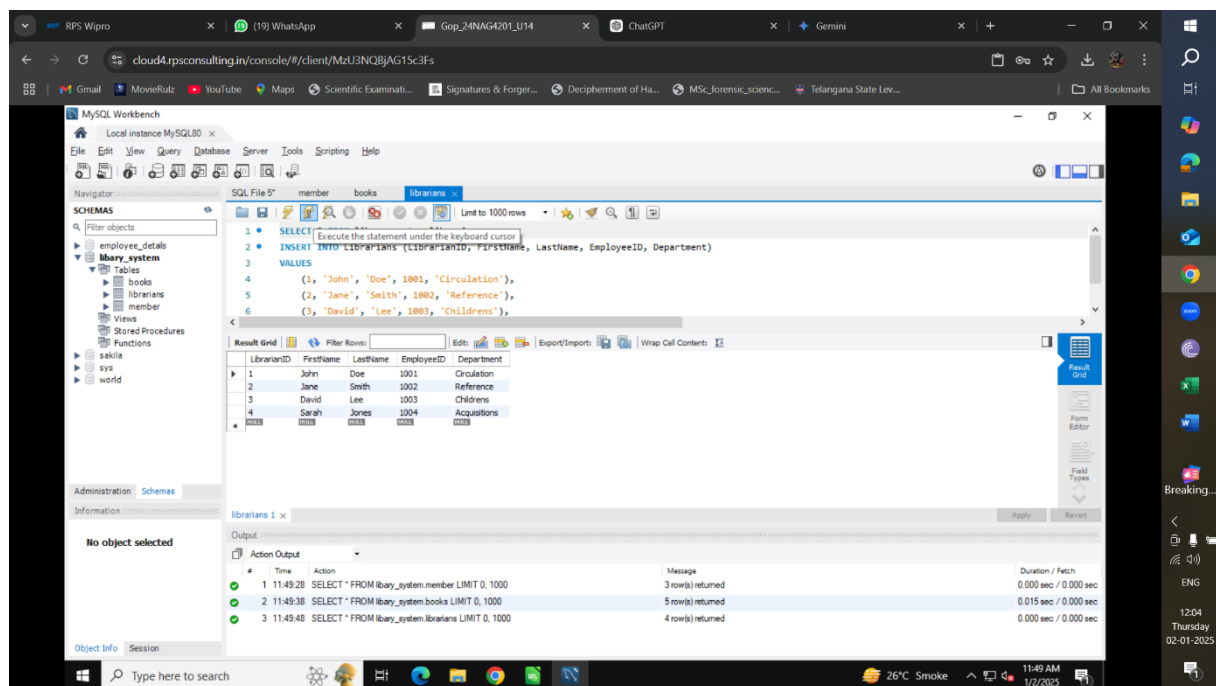 RPS Wipro
(19) WhatsApp
Gop_24NAG4201_U14
ChatGPT
Gemini
cloud4.rpsconsulting.in/console/#/client/MzU3NQBjAG15c3Fs
Gmail MovieRulz YouTube Maps Scientific Examinati... Signatures & Forger... Decipherment of Ha... MSc_forensic_scienc... Telangana State Lev... All Bookmarks
MySQL Workbench
Local instance MySQL80
File Edit View Query Database Server Tools Scripting Help
Navigator
SCHEMAS
Filter objects
employee_detals
libary_system
Tables
books
librarians
member
Views
Stored Procedures
Functions
sakila
sys
world
Administration Schemas
Information
No object selected
Object Info Session
SQL File 5* member books librarians
Limit to 1000 rows
1 SELECT
Execute the statement under the keyboard cursor
2 INSERT INTO Librarians (LibrarianID, FirstName, LastName, EmployeeID, Department)
3 VALUES
4 (1, 'John', 'Doe', 1001, 'Circulation'),
5 (2, 'Jane', 'Smith', 1002, 'Reference'),
6 (3, 'David', 'Lee', 1003, 'Childrens'),
Result Grid Filter Rows: Edit: Export/Import: Wrap Cell Content:
LibrarianID FirstName LastName EmployeeID Department
1 John Doe 1001 Circulation
2 Jane Smith 1002 Reference
3 David Lee 1003 Childrens
4 Sarah Jones 1004 Acquisitions
NULL NULL NULL NULL NULL
Result Grid
Form Editor
Field Types
librarians 1
Apply Revert
Output
Action Output
# Time Action Message Duration / Fetch
1 11:49:28 SELECT * FROM libary_system.member LIMIT 0, 1000 3 row(s) returned 0.000 sec / 0.000 sec
2 11:49:38 SELECT * FROM libary_system.books LIMIT 0, 1000 5 row(s) returned 0.015 sec / 0.000 sec
3 11:49:48 SELECT * FROM libary_system.librarians LIMIT 0, 1000 4 row(s) returned 0.000 sec / 0.000 sec
Type here to search
26°C Smoke
11:49 AM
1/2/2025
zoom
Breaking...
ENG
12:04
Thursday
02-01-2025